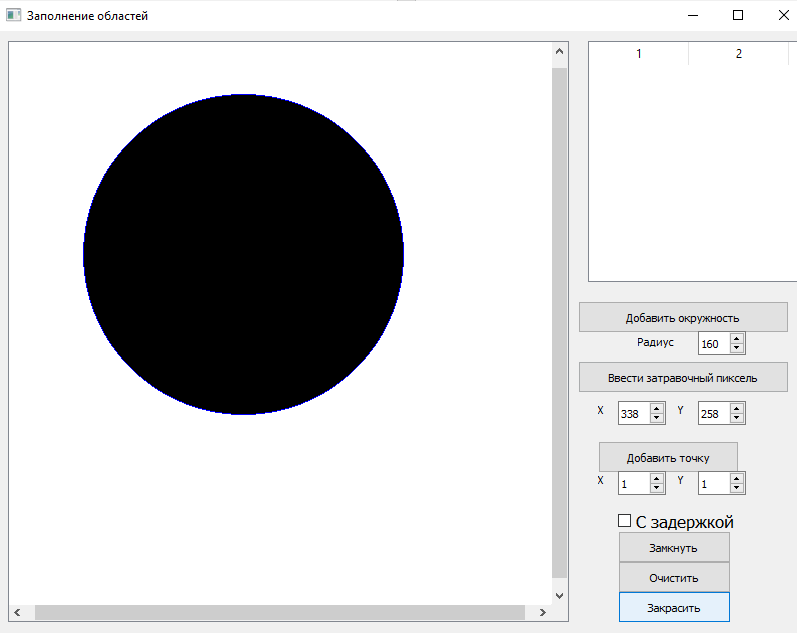 Заполнение областей
1 2
Добавить окружность
Радиус 160
Ввести затравочный пиксель
X 338 Y 258
Добавить точку
X 1 Y 1
С задержкой
Замкнуть
Очистить
Закрасить